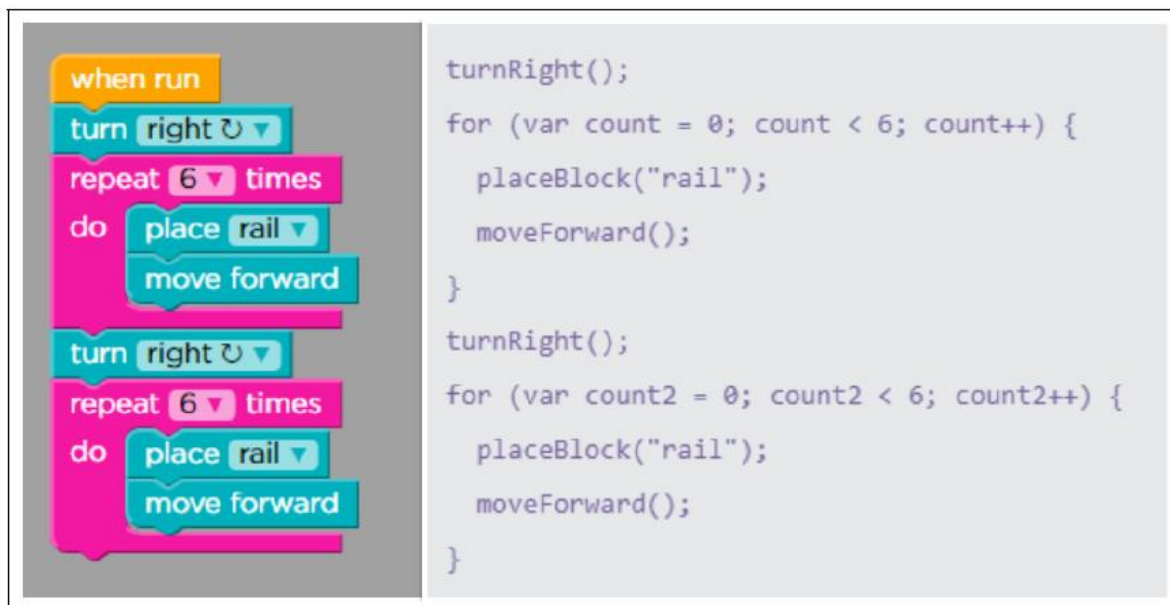 when run
turn right ↻ ▼
repeat 6 ▼ times
do place rail ▼
move forward
turn right ↻ ▼
repeat 6 ▼ times
do place rail ▼
move forward
turnRight();
for (var count = 0; count < 6; count++) {
placeBlock("rail");
moveForward();
}
turnRight();
for (var count2 = 0; count2 < 6; count2++) {
placeBlock("rail");
moveForward();
}